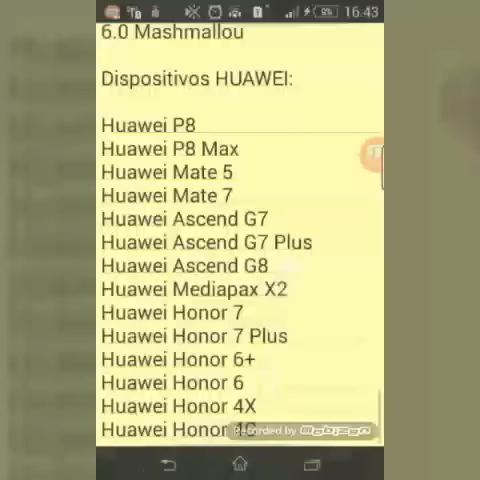 9% 16:43
6.0 Mashmallou
Dispositivos HUAWEI:
Huawei P8
Huawei P8 Max
Huawei Mate 5
Huawei Mate 7
Huawei Ascend G7
Huawei Ascend G7 Plus
Huawei Ascend G8
Huawei Mediapax X2
Huawei Honor 7
Huawei Honor 7 Plus
Huawei Honor 6+
Huawei Honor 6
Huawei Honor 4X
Huawei Honor
Recorded by mobizen